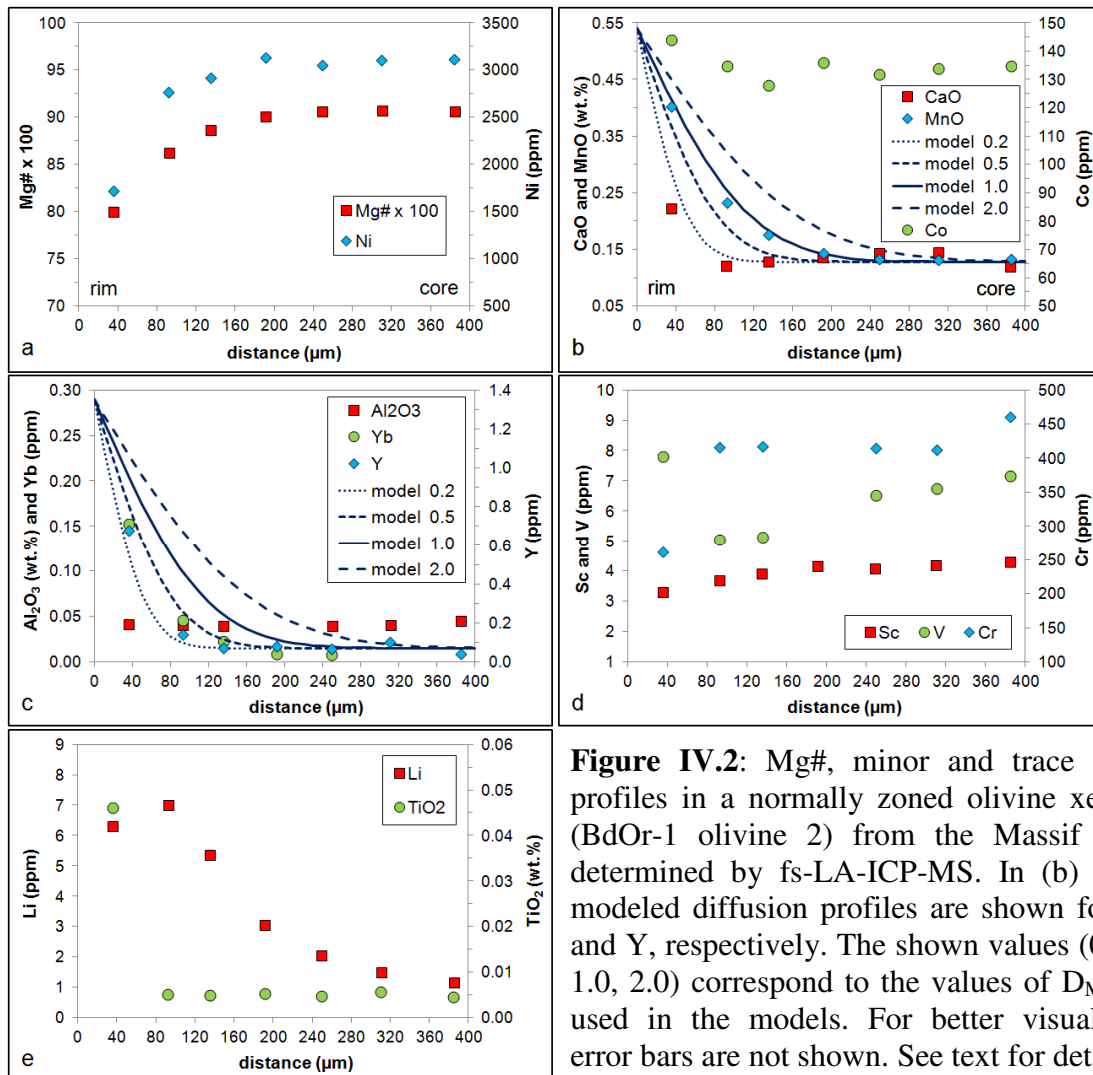 100
95
90
85
80
75
70
Mg# x 100
3500
3000
2500
2000
1500
1000
500
Ni (ppm)
Mg# x 100
Ni
rim
core
0 40 80 120 160 200 240 280 320 360 400
distance (µm)
a
0.55
0.45
0.35
0.25
0.15
0.05
CaO and MnO (wt.%)
150
140
130
120
110
100
90
80
70
60
50
Co (ppm)
CaO
MnO
model 0.2
model 0.5
model 1.0
model 2.0
Co
rim
core
0 40 80 120 160 200 240 280 320 360 400
distance (µm)
b
0.30
0.25
0.20
0.15
0.10
0.05
0.00
Al2O3 (wt.%) and Yb (ppm)
1.4
1.2
1.0
0.8
0.6
0.4
0.2
0.0
Y (ppm)
Al2O3
Yb
Y
model 0.2
model 0.5
model 1.0
model 2.0
0 40 80 120 160 200 240 280 320 360 400
distance (µm)
c
10
9
8
7
6
5
4
3
2
1
Sc and V (ppm)
500
450
400
350
300
250
200
150
100
Cr (ppm)
Sc
V
Cr
0 40 80 120 160 200 240 280 320 360 400
distance (µm)
d
9
8
7
6
5
4
3
2
1
0
Li (ppm)
0.06
0.05
0.04
0.03
0.02
0.01
0.00
TiO2 (wt.%)
Li
TiO2
0 40 80 120 160 200 240 280 320 360 400
distance (µm)
e
Figure IV.2: Mg#, minor and trace
profiles in a normally zoned olivine xe
(BdOr-1 olivine 2) from the Massif
determined by fs-LA-ICP-MS. In (b)
modeled diffusion profiles are shown fo
and Y, respectively. The shown values (0
1.0, 2.0) correspond to the values of DM
used in the models. For better visual
error bars are not shown. See text for det